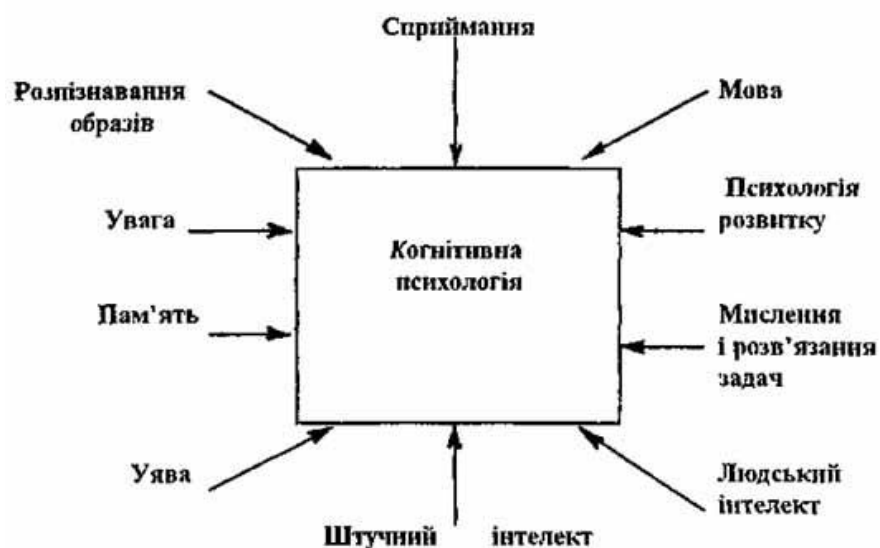 Сприймання
Розпізнавання
образів
Мова
Увага
Психологія
розвитку
Когнітивна
психологія
Пам’ять
Мислення
і розв'язання
задач
Уява
Людський
інтелект
Штучний інтелект